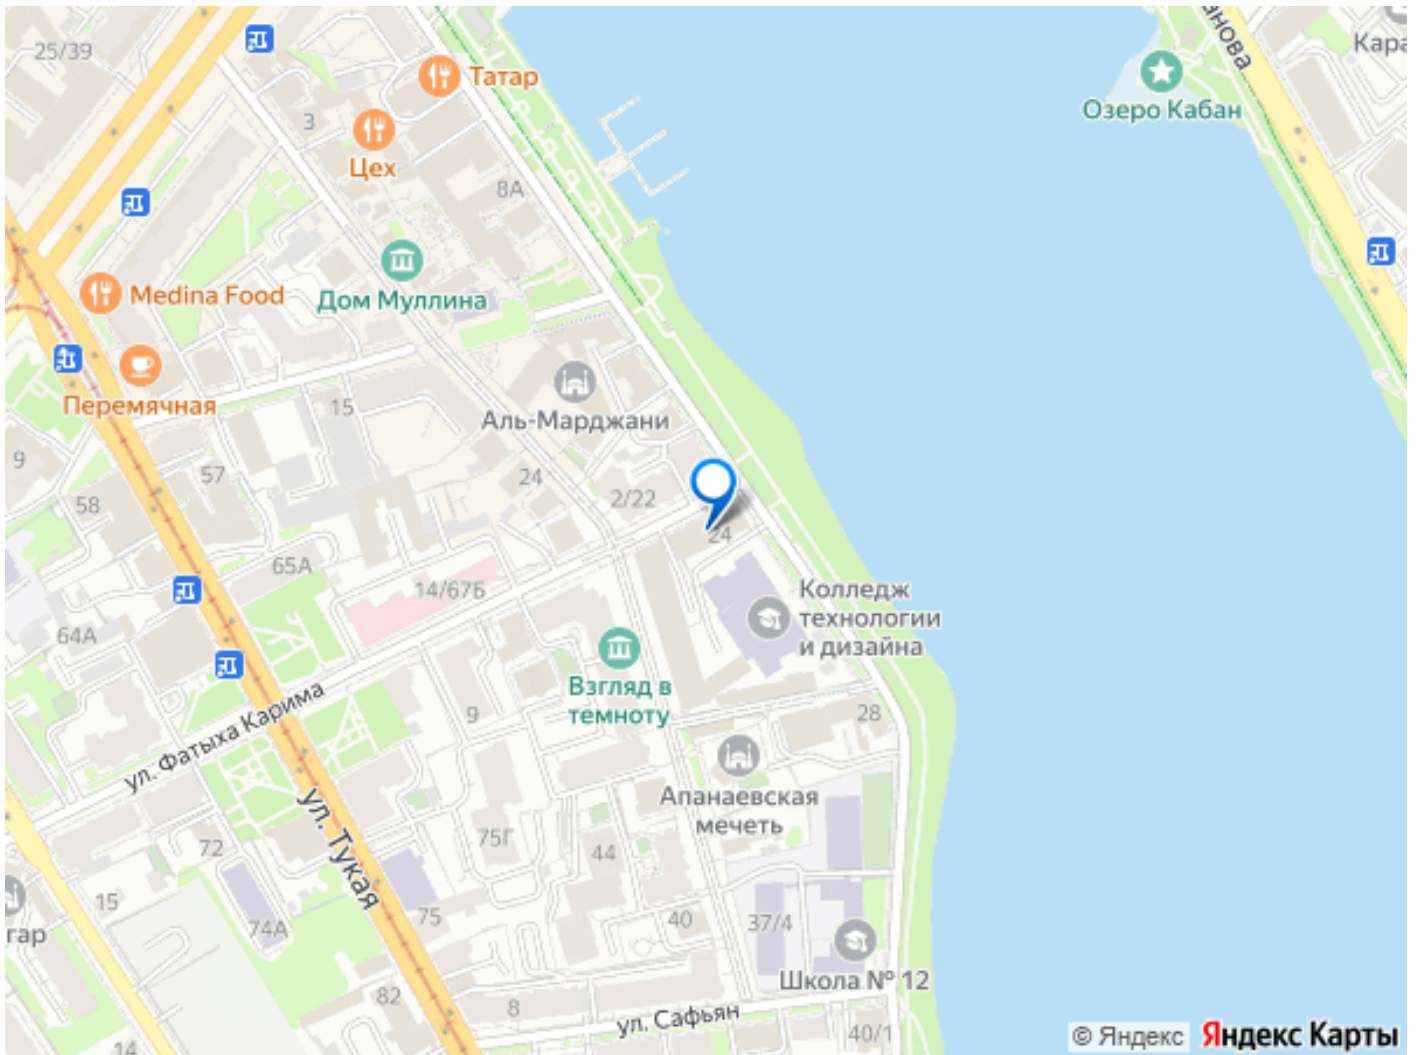 25/39
Татар
анова
Кара
Озеро Кабан
3
Цех
8А
Medina Food
Дом Муллина
Перемячная
15
Аль-Марджани
9
57
58
24
2/22
24
65А
14/67Б
Колледж
технологии
и дизайна
64А
Взгляд в
темноту
ул. Фатыха Карима
9
28
Апанаевская
мечеть
ул. Тукая
72
75Г
44
15
74А
75
40
37/4
гар
Школа № 12
82
8
ул. Сафьян
40/1
14
© Яндекс
Яндекс Карты